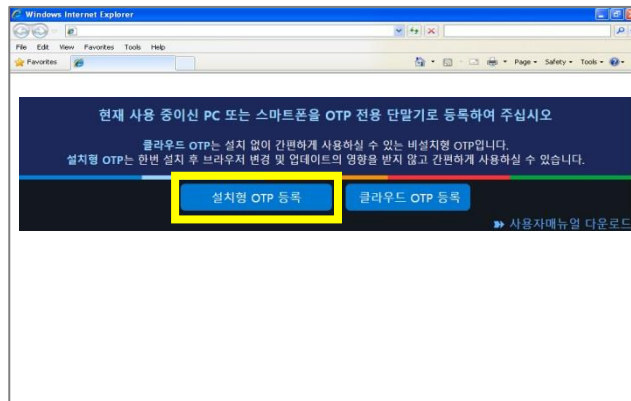 Windows Internet Explorer
File Edit View Favorites Tools Help
Favorites
Page Safety Tools
현재 사용 중이신 PC 또는 스마트폰을 OTP 전용 단말기로 등록하여 주십시오
클라우드 OTP는 설치 없이 간편하게 사용하실 수 있는 비설치형 OTP입니다.
설치형 OTP는 한번 설치 후 브라우저 변경 및 업데이트의 영향을 받지 않고 간편하게 사용하실 수 있습니다.
설치형 OTP 등록 클라우드 OTP 등록
사용자매뉴얼 다운로드